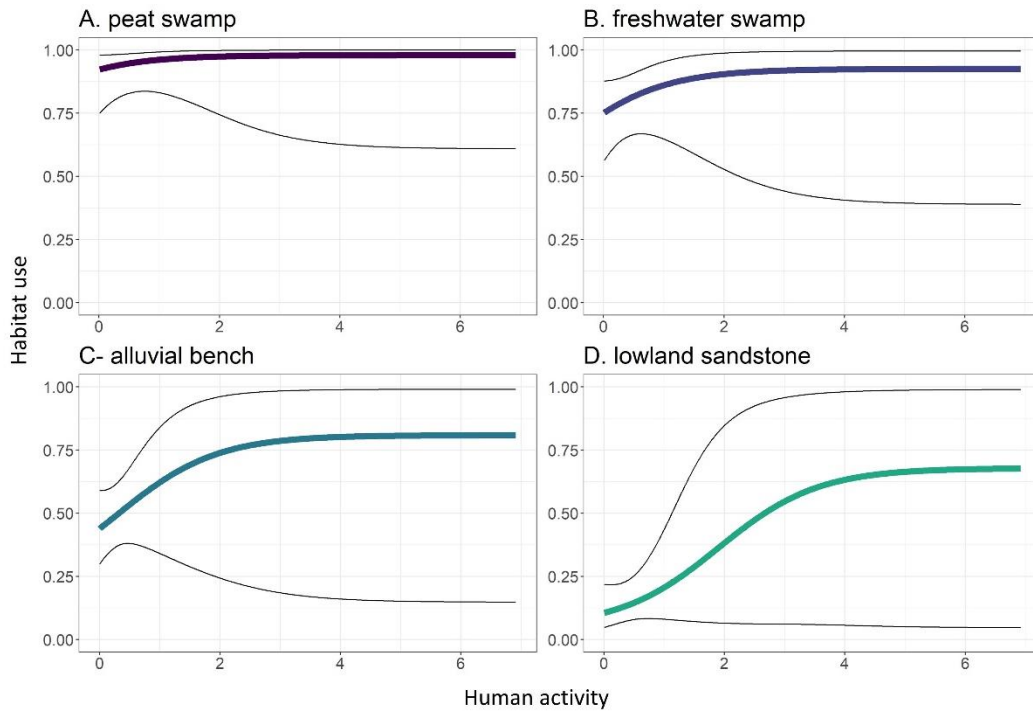 A. peat swamp
B. freshwater swamp
1.00
0.75
0.50
0.25
0.00
0 2 4 6
1.00
0.75
0.50
0.25
0.00
0 2 4 6
Habitat use
C- alluvial bench
D. lowland sandstone
1.00
0.75
0.50
0.25
0.00
0 2 4 6
1.00
0.75
0.50
0.25
0.00
0 2 4 6
Human activity